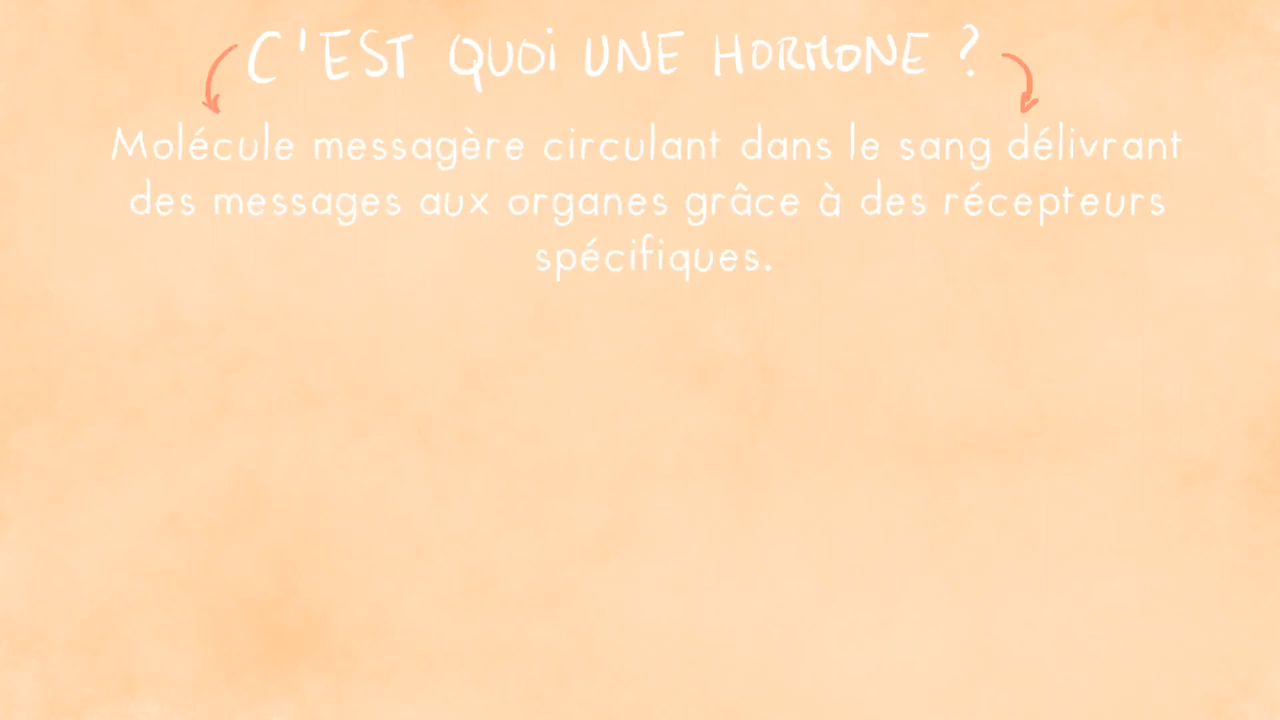 C'EST QUOI UNE HORMONE ?
Molécule messagère circulant dans le sang délivrant
des messages aux organes grâce à des récepteurs
spécifiques.